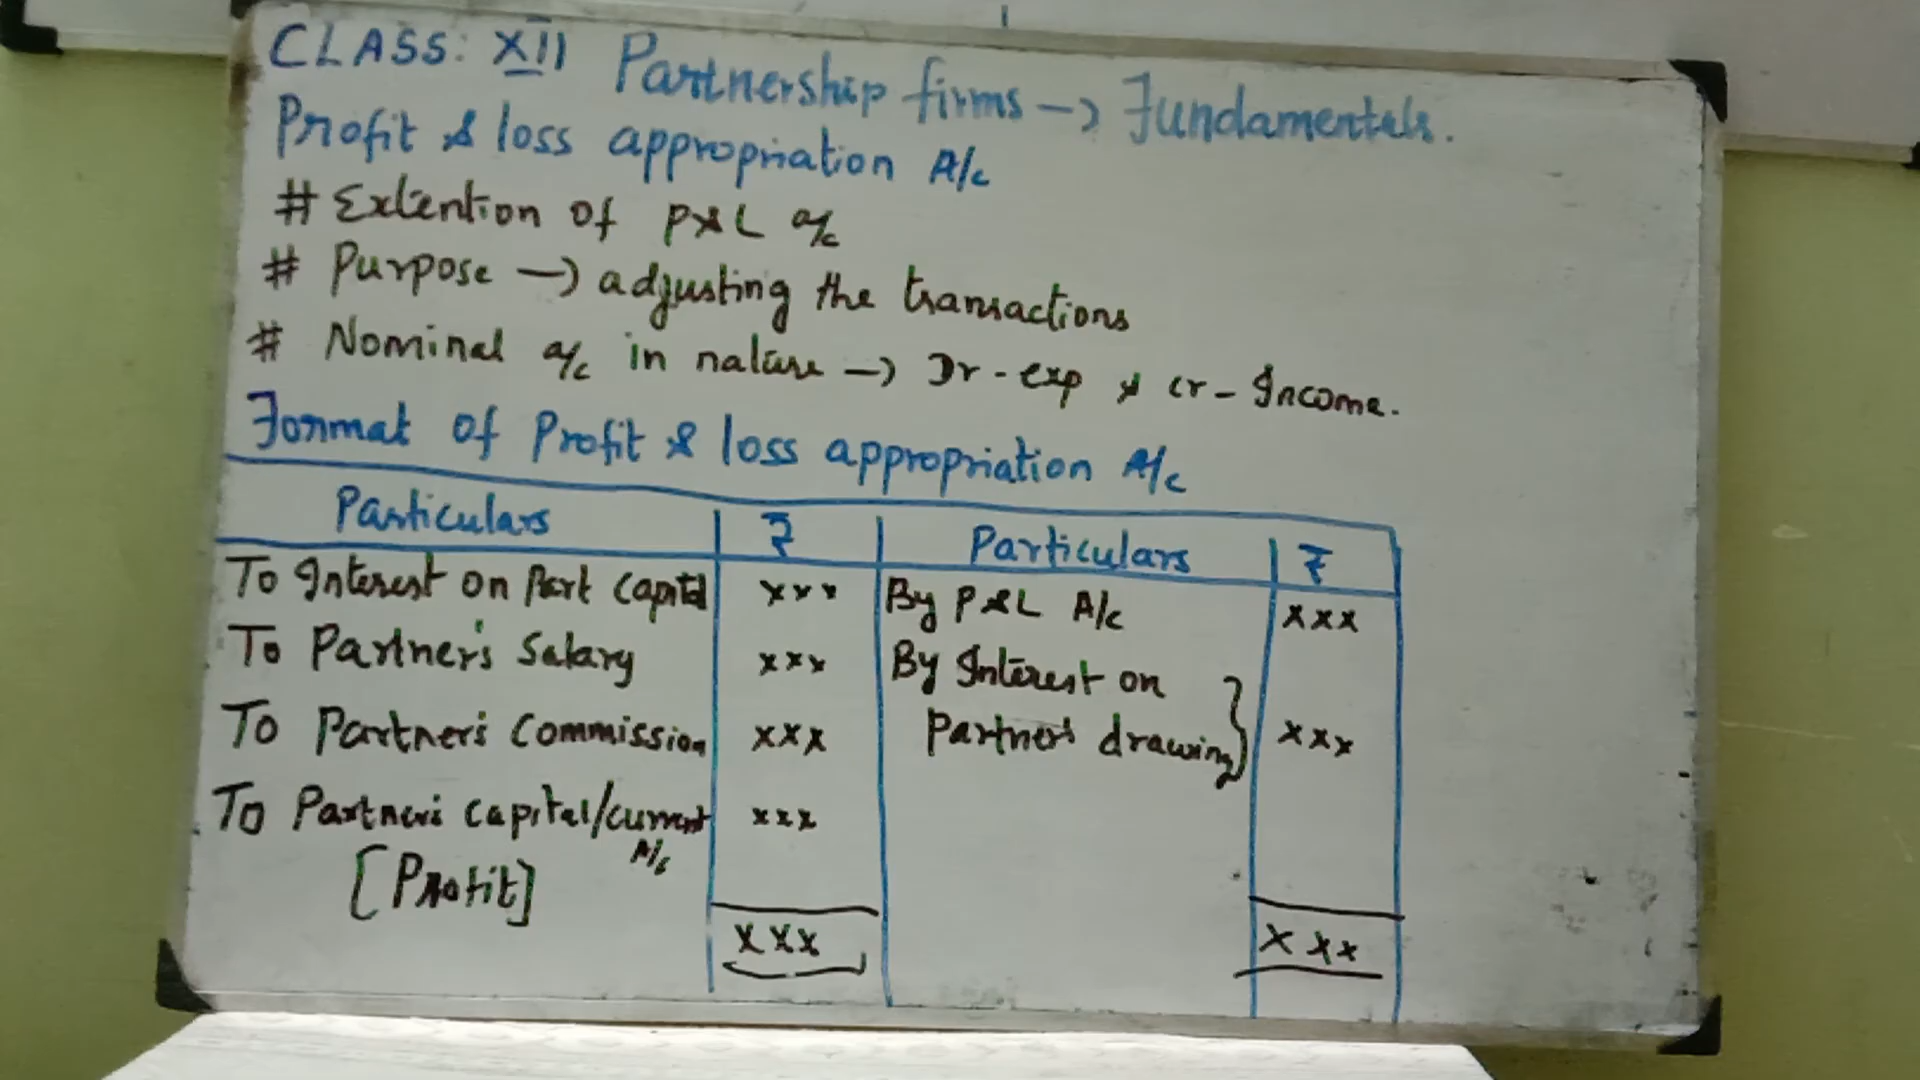 CLASS: XII Partnership firms → Fundamentals.
Profit & loss appropriation A/c
# Extention of P&L a/c
# Purpose → adjusting the transactions
# Nominal a/c in nature → Dr - exp & cr - Income.
Format of Profit & loss appropriation A/c
Particulars ₹ Particulars ₹
To Interest on Part Capital xxx By P&L A/c xxx
To Partner's Salary xxx By Interest on
To Partner's Commission xxx Partner's drawing } xxx
To Partner's capital/current A/c xxx
[Profit]
xxx xxx